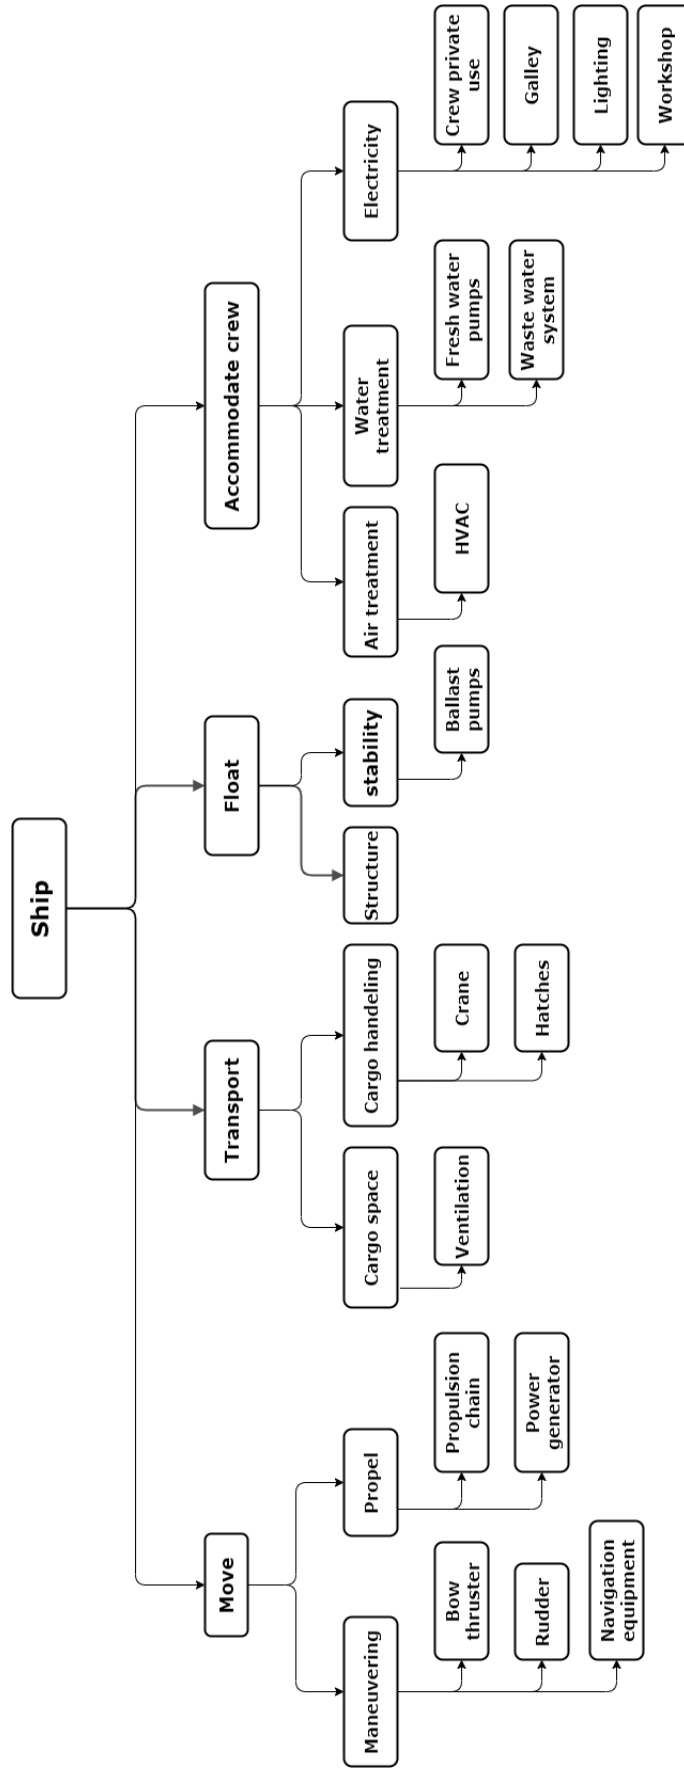 Ship
Move
Transport
Float
Accommodate crew
Maneuvering
Propel
Cargo space
Cargo handeling
Structure
stability
Air treatment
Water
treatment
Electricity
Bow
thruster
Rudder
Navigation
equipment
Propulsion
chain
Power
generator
Ventilation
Crane
Hatches
Ballast
pumps
HVAC
Fresh water
pumps
Waste water
system
Crew private
use
Galley
Lighting
Workshop